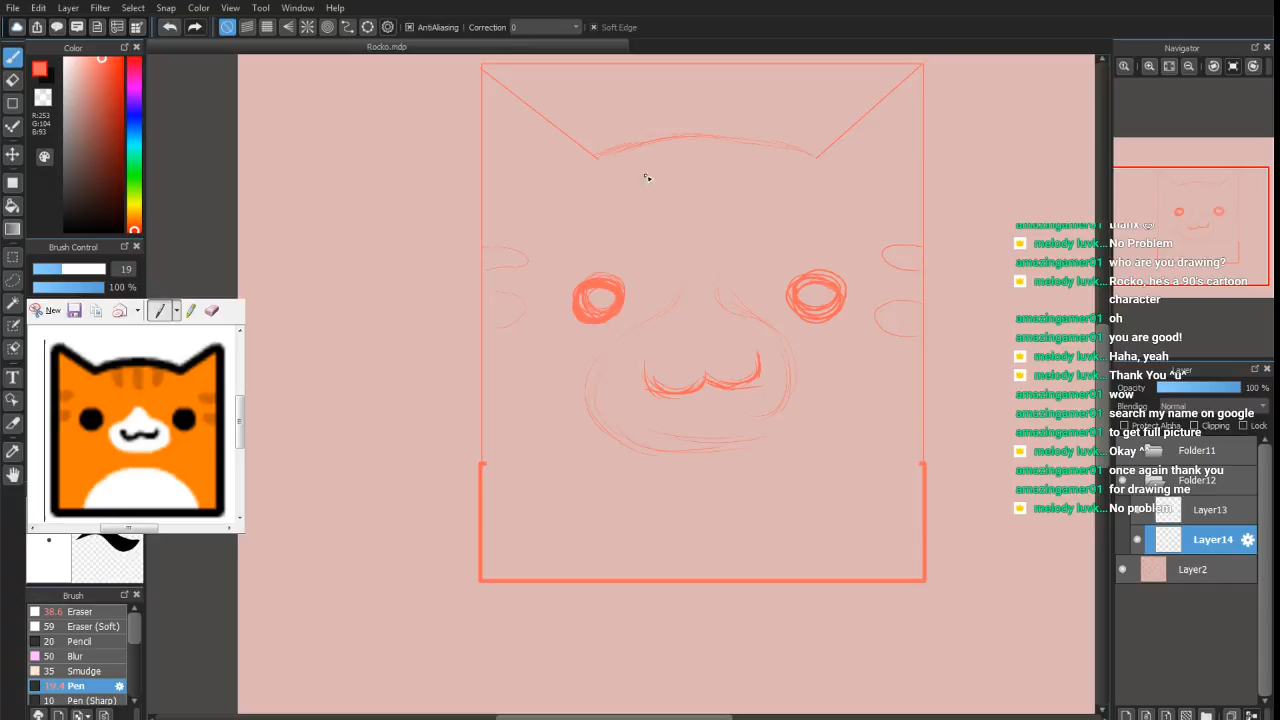 File Edit Layer Filter Select Snap Color View Tool Window Help
AntiAliasing Correction 0 Soft Edge
Rocko.mdp
Color
R:253
G:104
B:93
Brush Control
19
100 %
New
Brush
38.6 Eraser
59 Eraser (Soft)
20 Pencil
50 Blur
35 Smudge
19.4 Pen
10 Pen (Sharp)
Navigator
amazingamer01 thanx
melody luvk... No Problem
amazingamer01 who are you drawing?
melody luvk... Rocko, he's a 90's cartoon
character
amazingamer01 oh
amazingamer01 you are good!
melody luvk... Haha, yeah
melody luvk... Thank You ^u^
amazingamer01 wow
amazingamer01 search my name on google
amazingamer01 to get full picture
melody luvk... Okay ^^
amazingamer01 once again thank you
amazingamer01 for drawing me
melody luvk... No problem
Layer
Opacity 100 %
Blending Normal
Protect Alpha Clipping Lock
Folder11
Folder12
Layer13
Layer14
Layer2